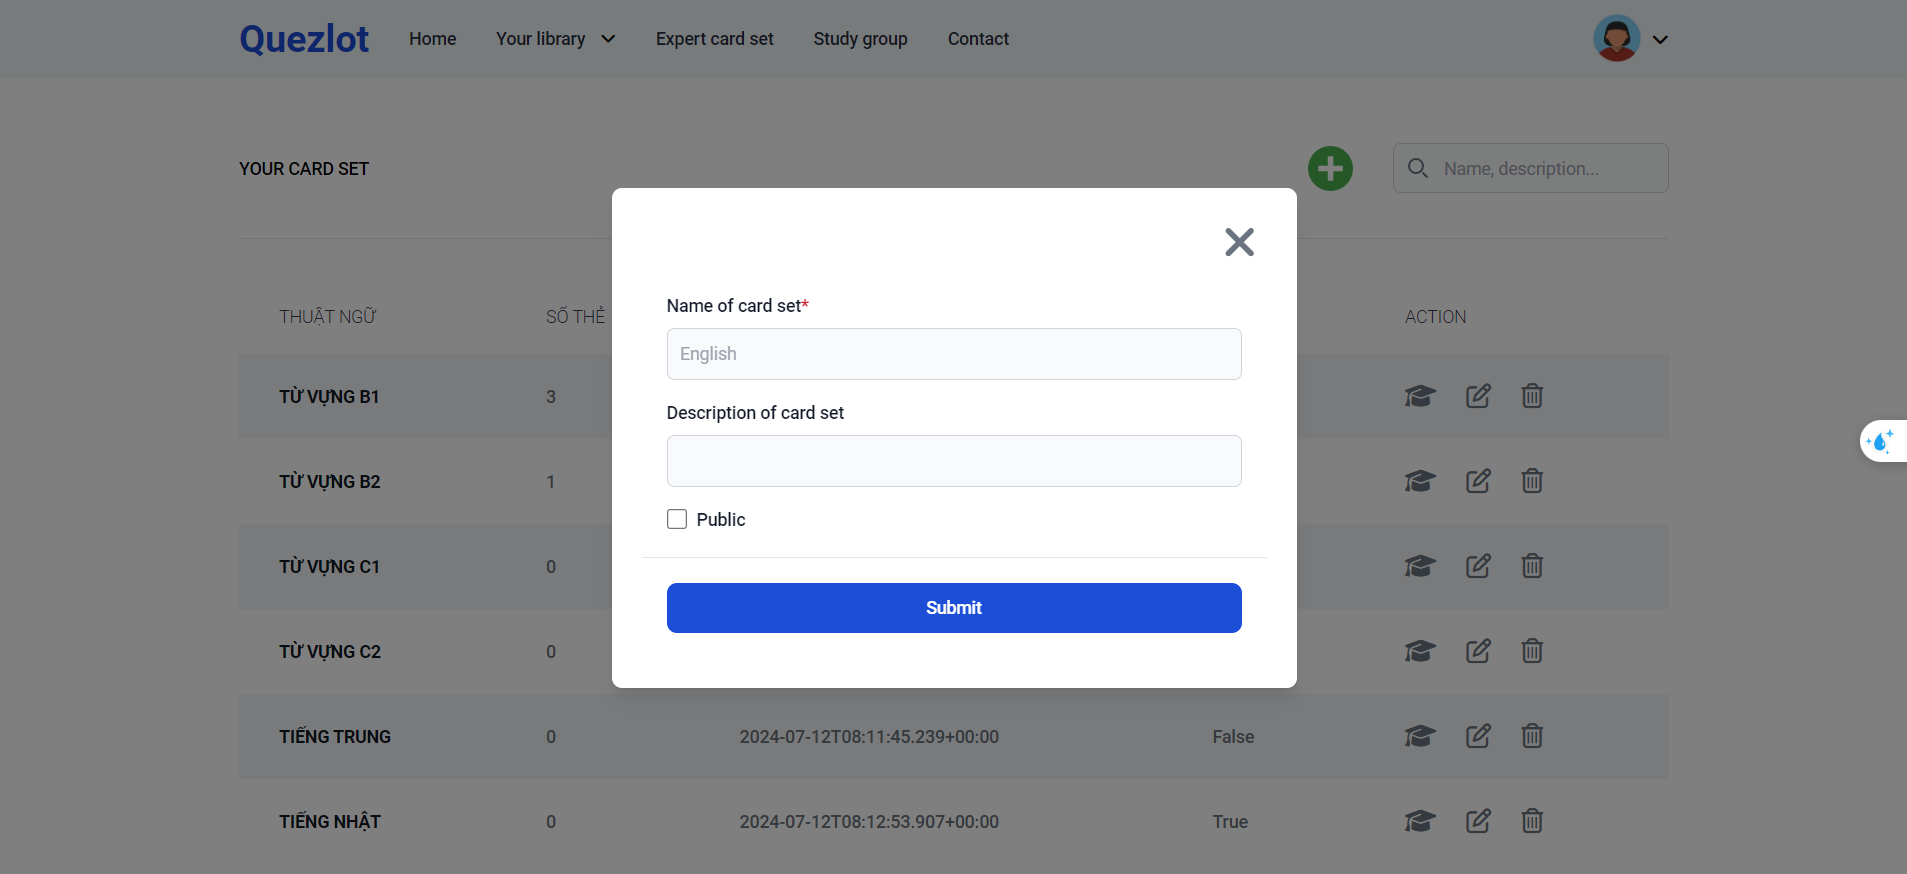 Quezlot Home Your library Expert card set Study group Contact
YOUR CARD SET Name, description...
THUẬT NGỮ SỐ THẺ ACTION
TỪ VỰNG B1 3
TỪ VỰNG B2 1
TỪ VỰNG C1 0
TỪ VỰNG C2 0
TIẾNG TRUNG 0 2024-07-12T08:11:45.239+00:00 False
TIẾNG NHẬT 0 2024-07-12T08:12:53.907+00:00 True
Name of card set*
English
Description of card set
Public
Submit